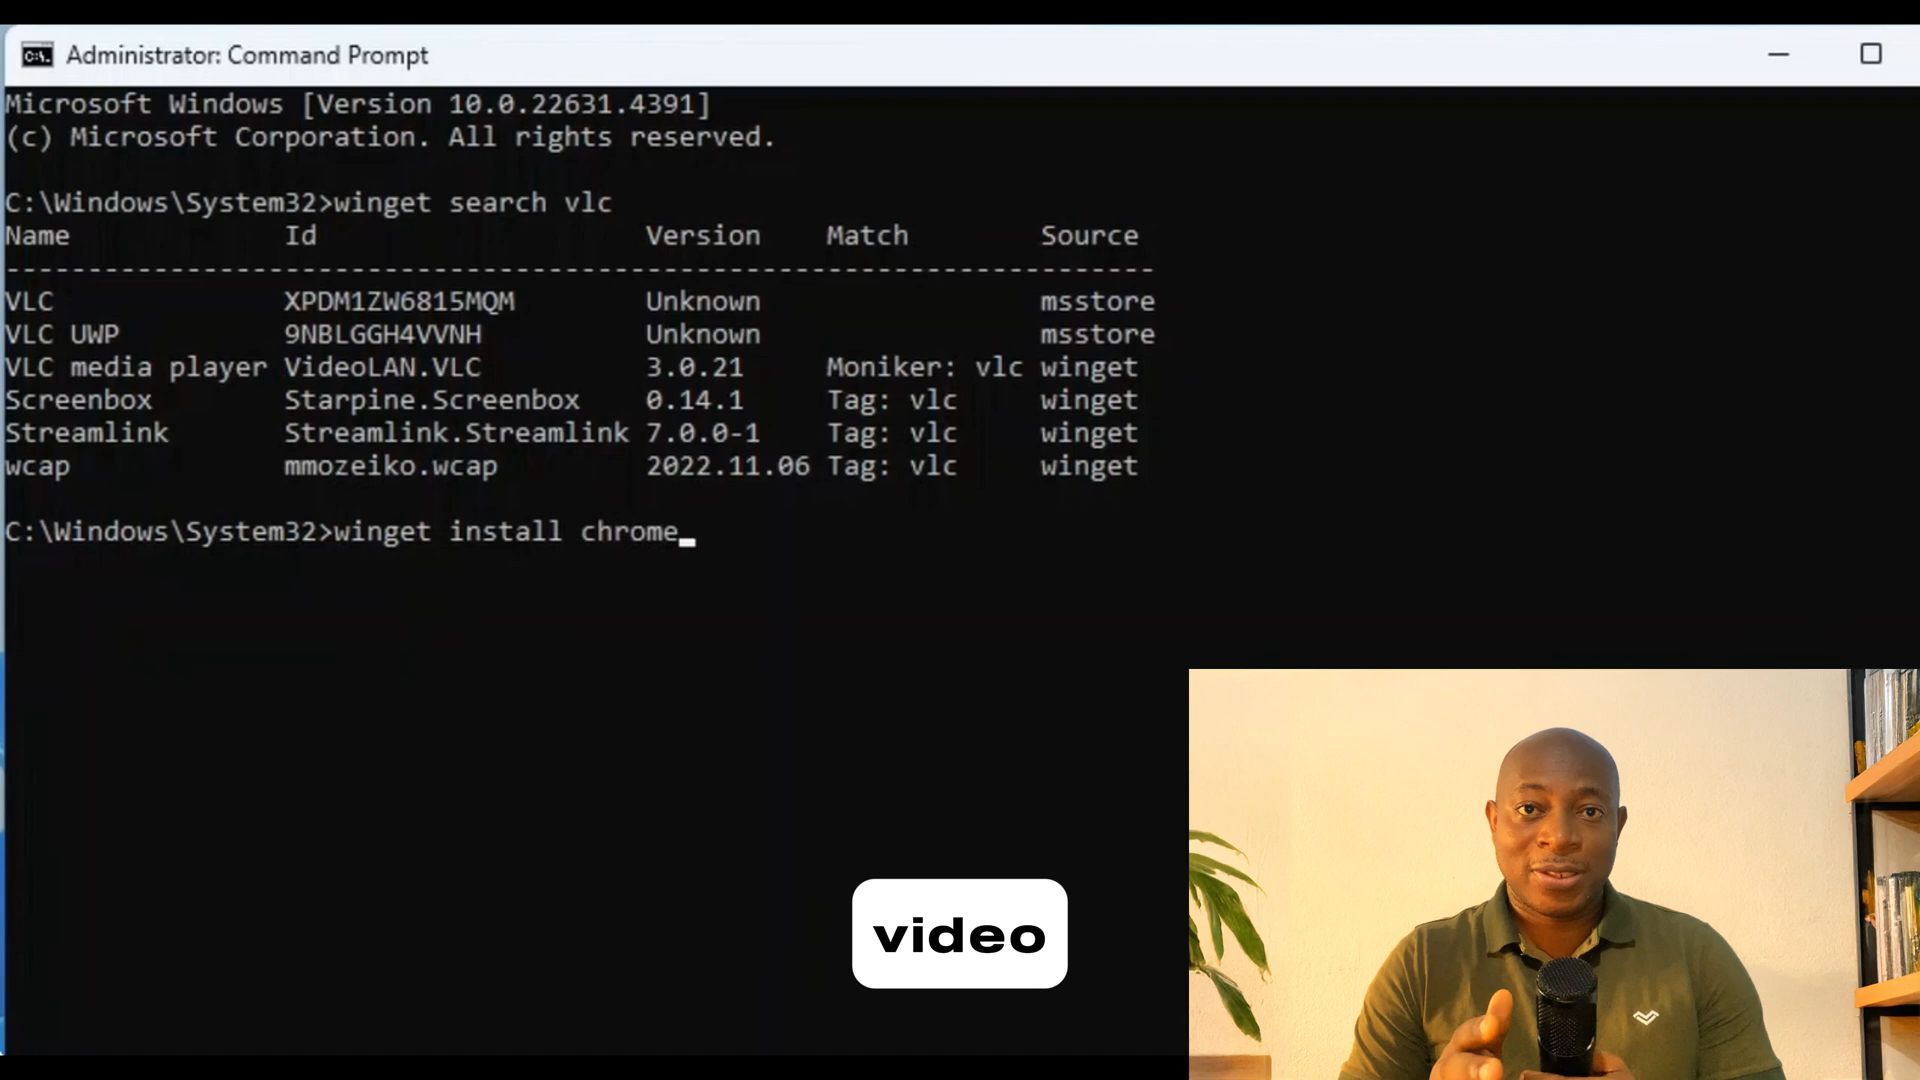 Administrator: Command Prompt
Microsoft Windows [Version 10.0.22631.4391]
(c) Microsoft Corporation. All rights reserved.
C:\Windows\System32>winget search vlc
Name Id Version Match Source
-----------------------------------------------------------------------
VLC XPDM1ZW6815MQM Unknown msstore
VLC UWP 9NBLGGH4VVNH Unknown msstore
VLC media player VideoLAN.VLC 3.0.21 Moniker: vlc winget
Screenbox Starpine.Screenbox 0.14.1 Tag: vlc winget
Streamlink Streamlink.Streamlink 7.0.0-1 Tag: vlc winget
wcap mmozeiko.wcap 2022.11.06 Tag: vlc winget
C:\Windows\System32>winget install chrome
video